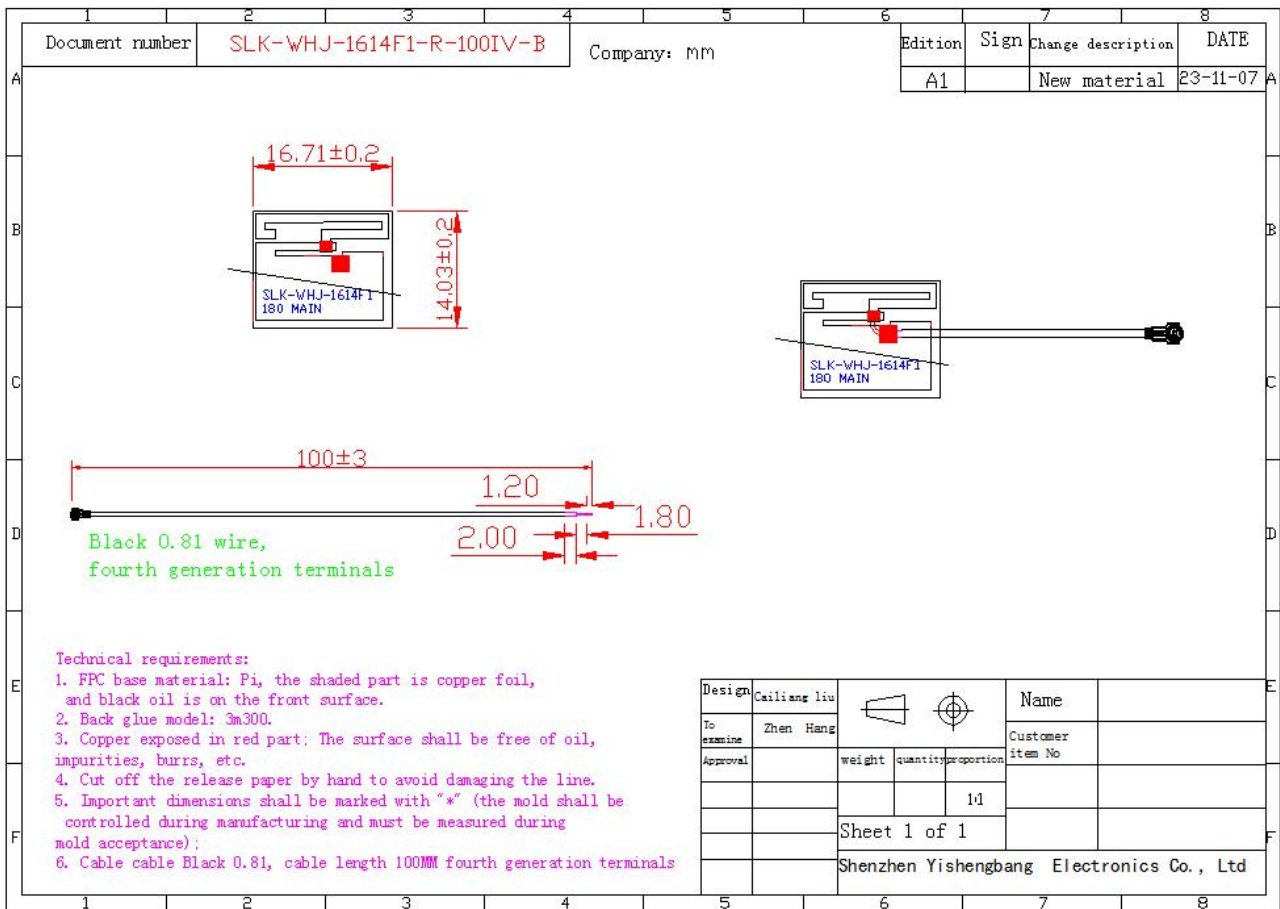 1 2 3 4 5 6 7 8
Document number SLK-WHJ-1614F1-R-100IV-B
Company: mm
Edition Sign Change description DATE
A1 New material 23-11-07
A A
16.71±0.2
14.03±0.2
B B
SLK-WHJ-1614F1
180 MAIN
SLK-WHJ-1614F1
180 MAIN
C C
100±3
1.20
1.80
2.00
D D
Black 0.81 wire,
fourth generation terminals
Technical requirements:
1. FPC base material: Pi, the shaded part is copper foil,
and black oil is on the front surface.
2. Back glue model: 3m300.
3. Copper exposed in red part; The surface shall be free of oil,
impurities, burrs, etc.
4. Cut off the release paper by hand to avoid damaging the line.
5. Important dimensions shall be marked with "*" (the mold shall be
controlled during manufacturing and must be measured during
mold acceptance);
6. Cable cable Black 0.81, cable length 100MM fourth generation terminals
E E
F F
Design Cailiang liu
To examine Zhen Hang
Approval
weight quantity proportion
1:1
Sheet 1 of 1
Name
Customer
item No
Shenzhen Yishengbang Electronics Co., Ltd
1 2 3 4 5 6 7 8